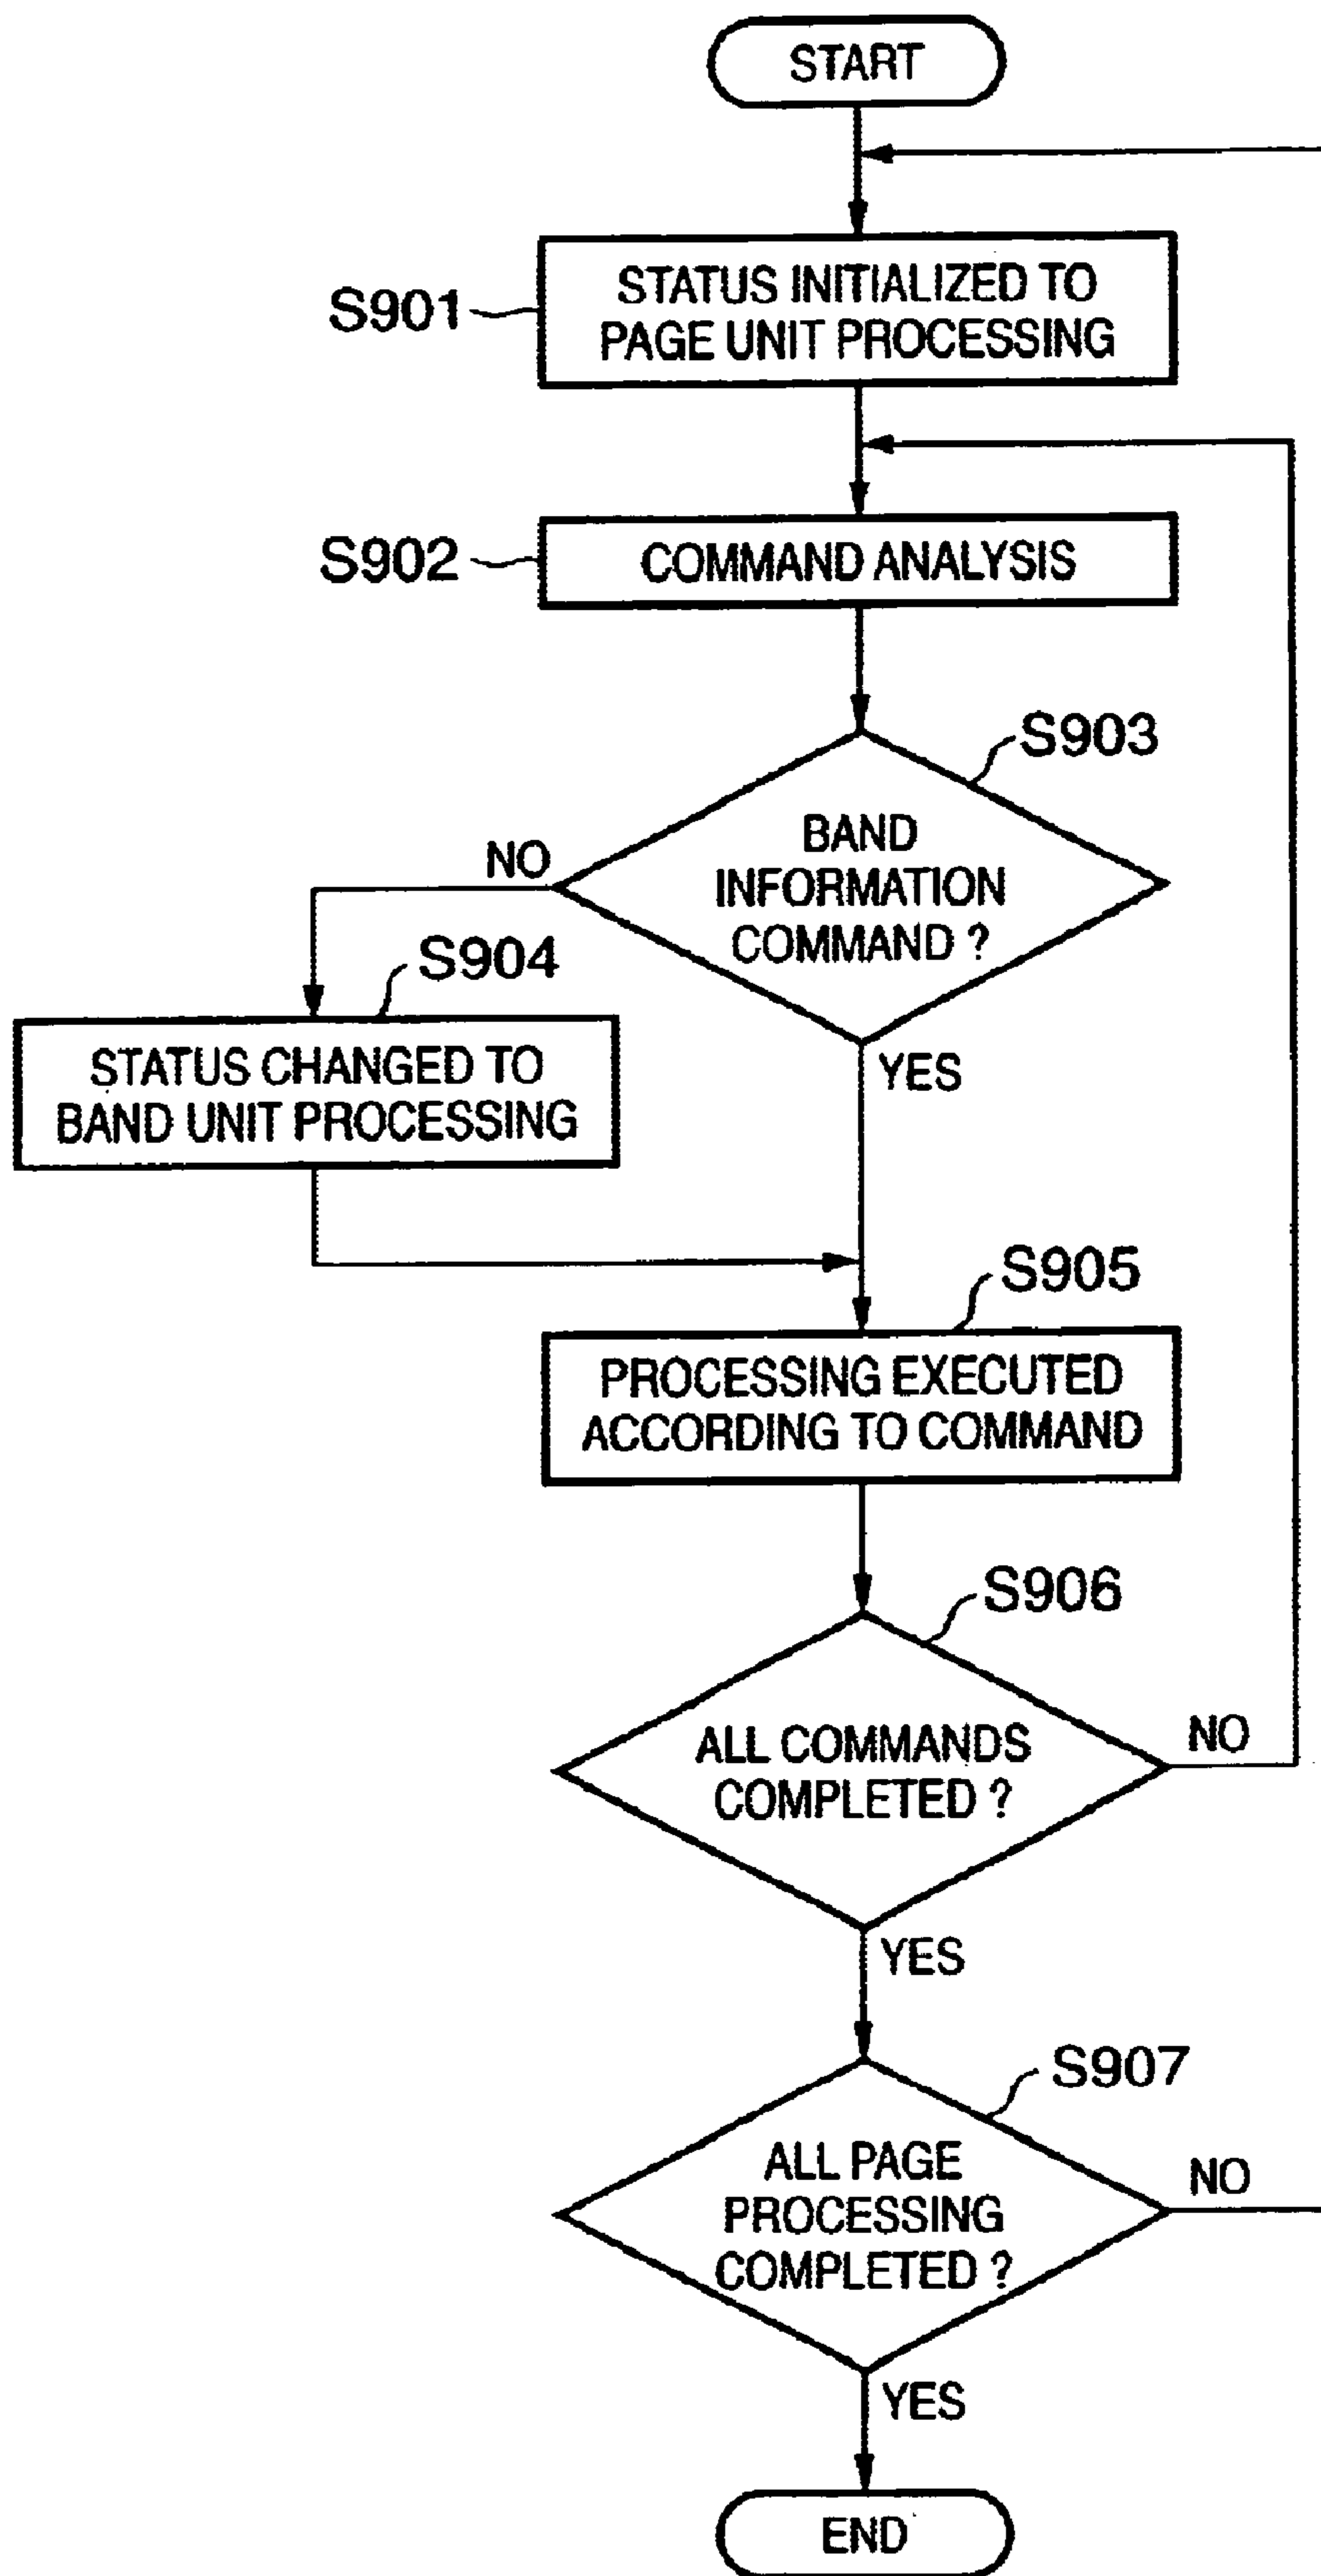 START
S901
STATUS INITIALIZED TO
PAGE UNIT PROCESSING
S902
COMMAND ANALYSIS
S903
BAND
INFORMATION
COMMAND ?
NO
YES
S904
STATUS CHANGED TO
BAND UNIT PROCESSING
S905
PROCESSING EXECUTED
ACCORDING TO COMMAND
S906
ALL COMMANDS
COMPLETED ?
NO
YES
S907
ALL PAGE
PROCESSING
COMPLETED ?
NO
YES
END